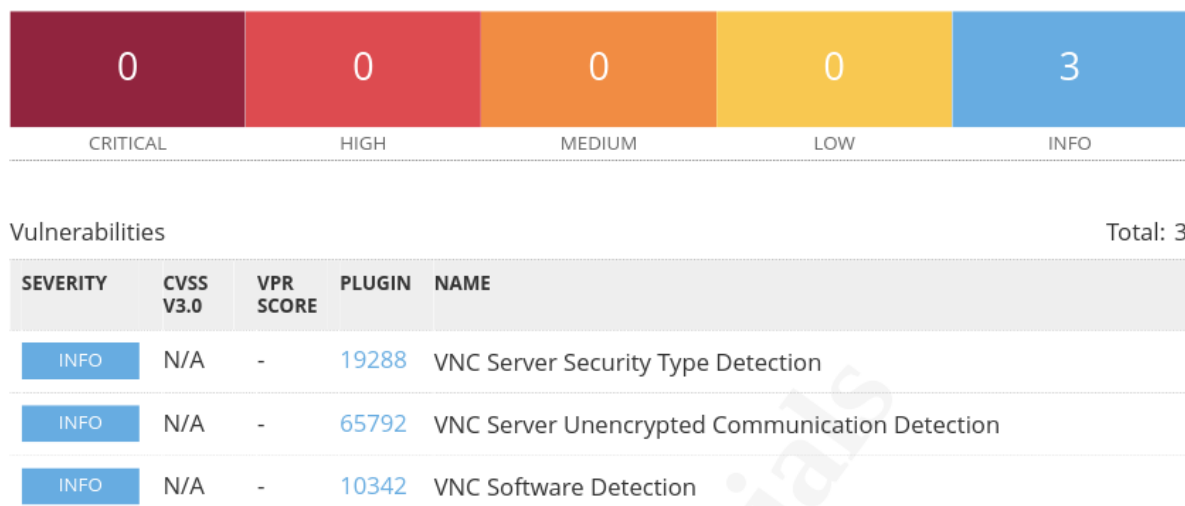 0 0 0 0 3
CRITICAL HIGH MEDIUM LOW INFO
Vulnerabilities Total: 3
SEVERITY CVSS V3.0 VPR SCORE PLUGIN NAME
INFO N/A - 19288 VNC Server Security Type Detection
INFO N/A - 65792 VNC Server Unencrypted Communication Detection
INFO N/A - 10342 VNC Software Detection
ials